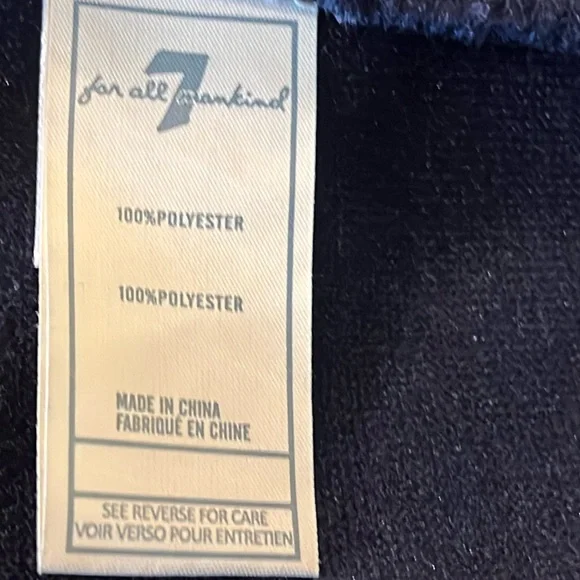 7
for all mankind
100%POLYESTER
100%POLYESTER
MADE IN CHINA
FABRIQUÉ EN CHINE
SEE REVERSE FOR CARE
VOIR VERSO POUR ENTRETIEN